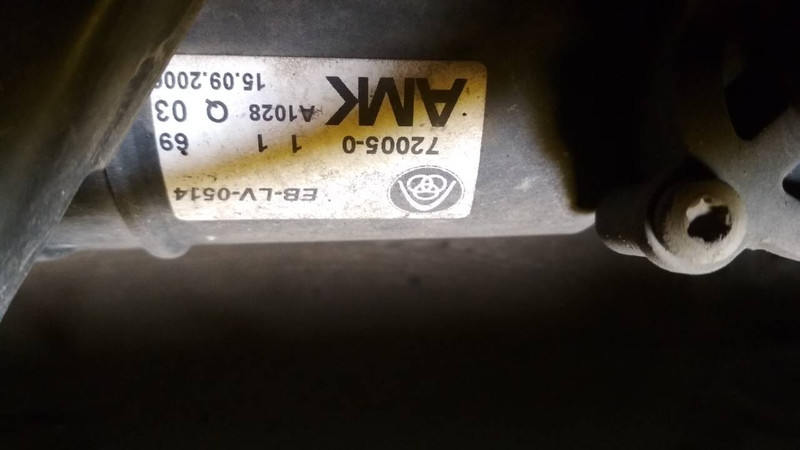 EB-LV-0514
72005-0 1 1 69
AMK A1028 Q 03
15.09.200